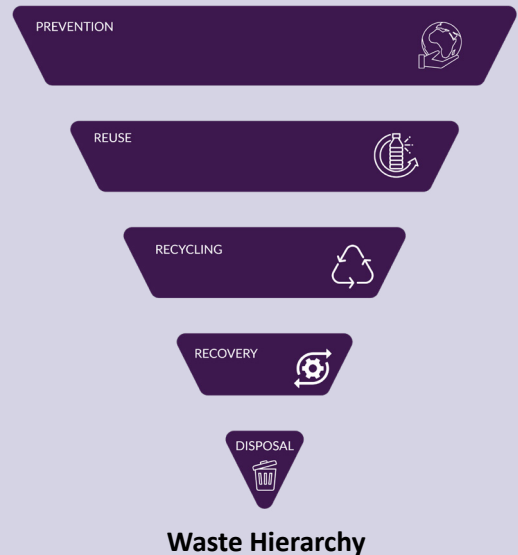 PREVENTION
REUSE
RECYCLING
RECOVERY
DISPOSAL
Waste Hierarchy